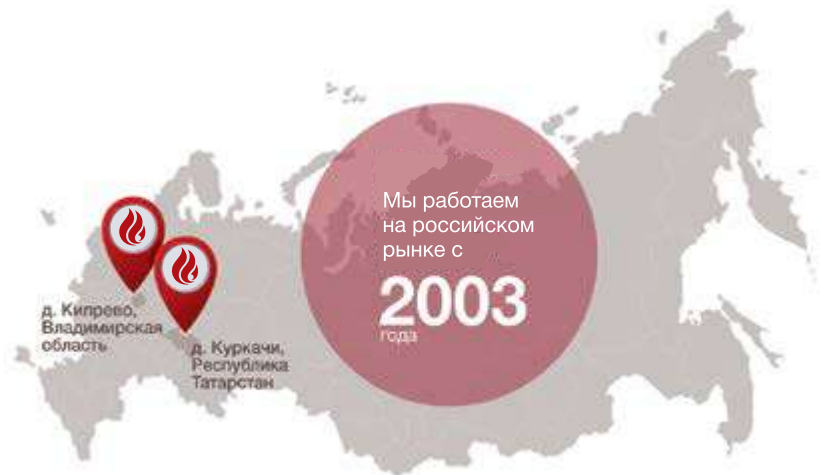 Мы работаем
на российском
рынке с
2003
года
д. Кипрево,
Владимирская
область
д. Куркачи,
Республика
Татарстан